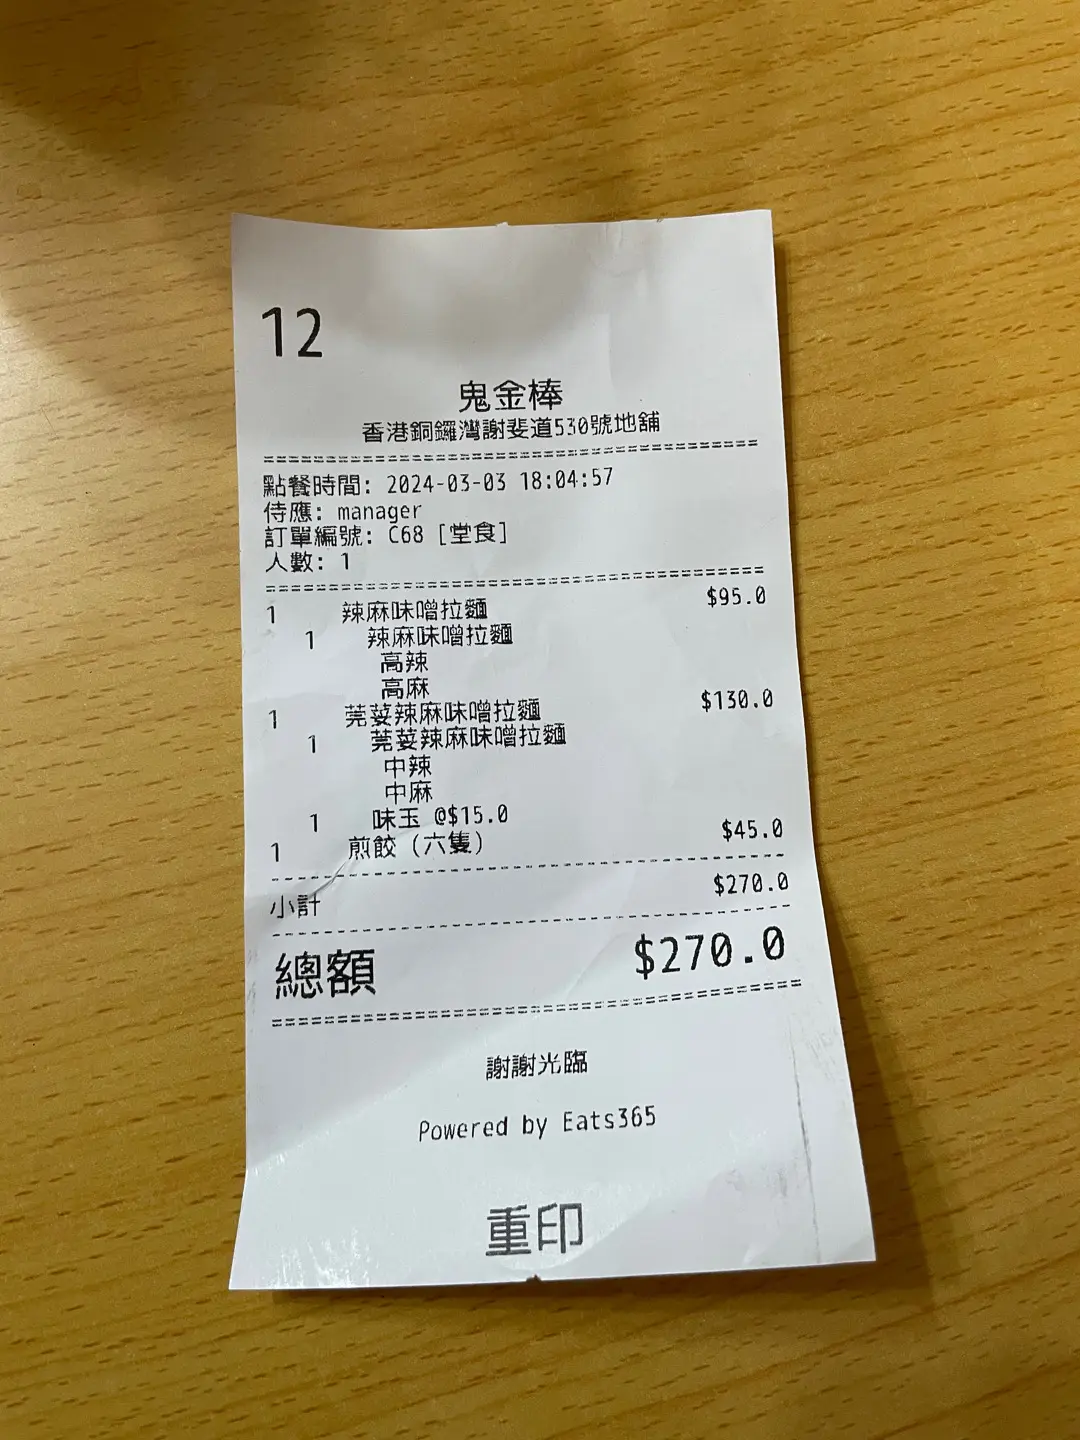 12
鬼金棒
香港銅鑼灣謝斐道530號地舖
點餐時間: 2024-03-03 18:04:57
侍應: manager
訂單編號: C68 [堂食]
人數: 1
1 辣麻味噌拉麵 $95.0
1 辣麻味噌拉麵
高辣
高麻
1 芫荽辣麻味噌拉麵 $130.0
1 芫荽辣麻味噌拉麵
中辣
中麻
1 味玉 @$15.0
1 煎餃 (六隻) $45.0
小計 $270.0
總額 $270.0
謝謝光臨
Powered by Eats365
重印